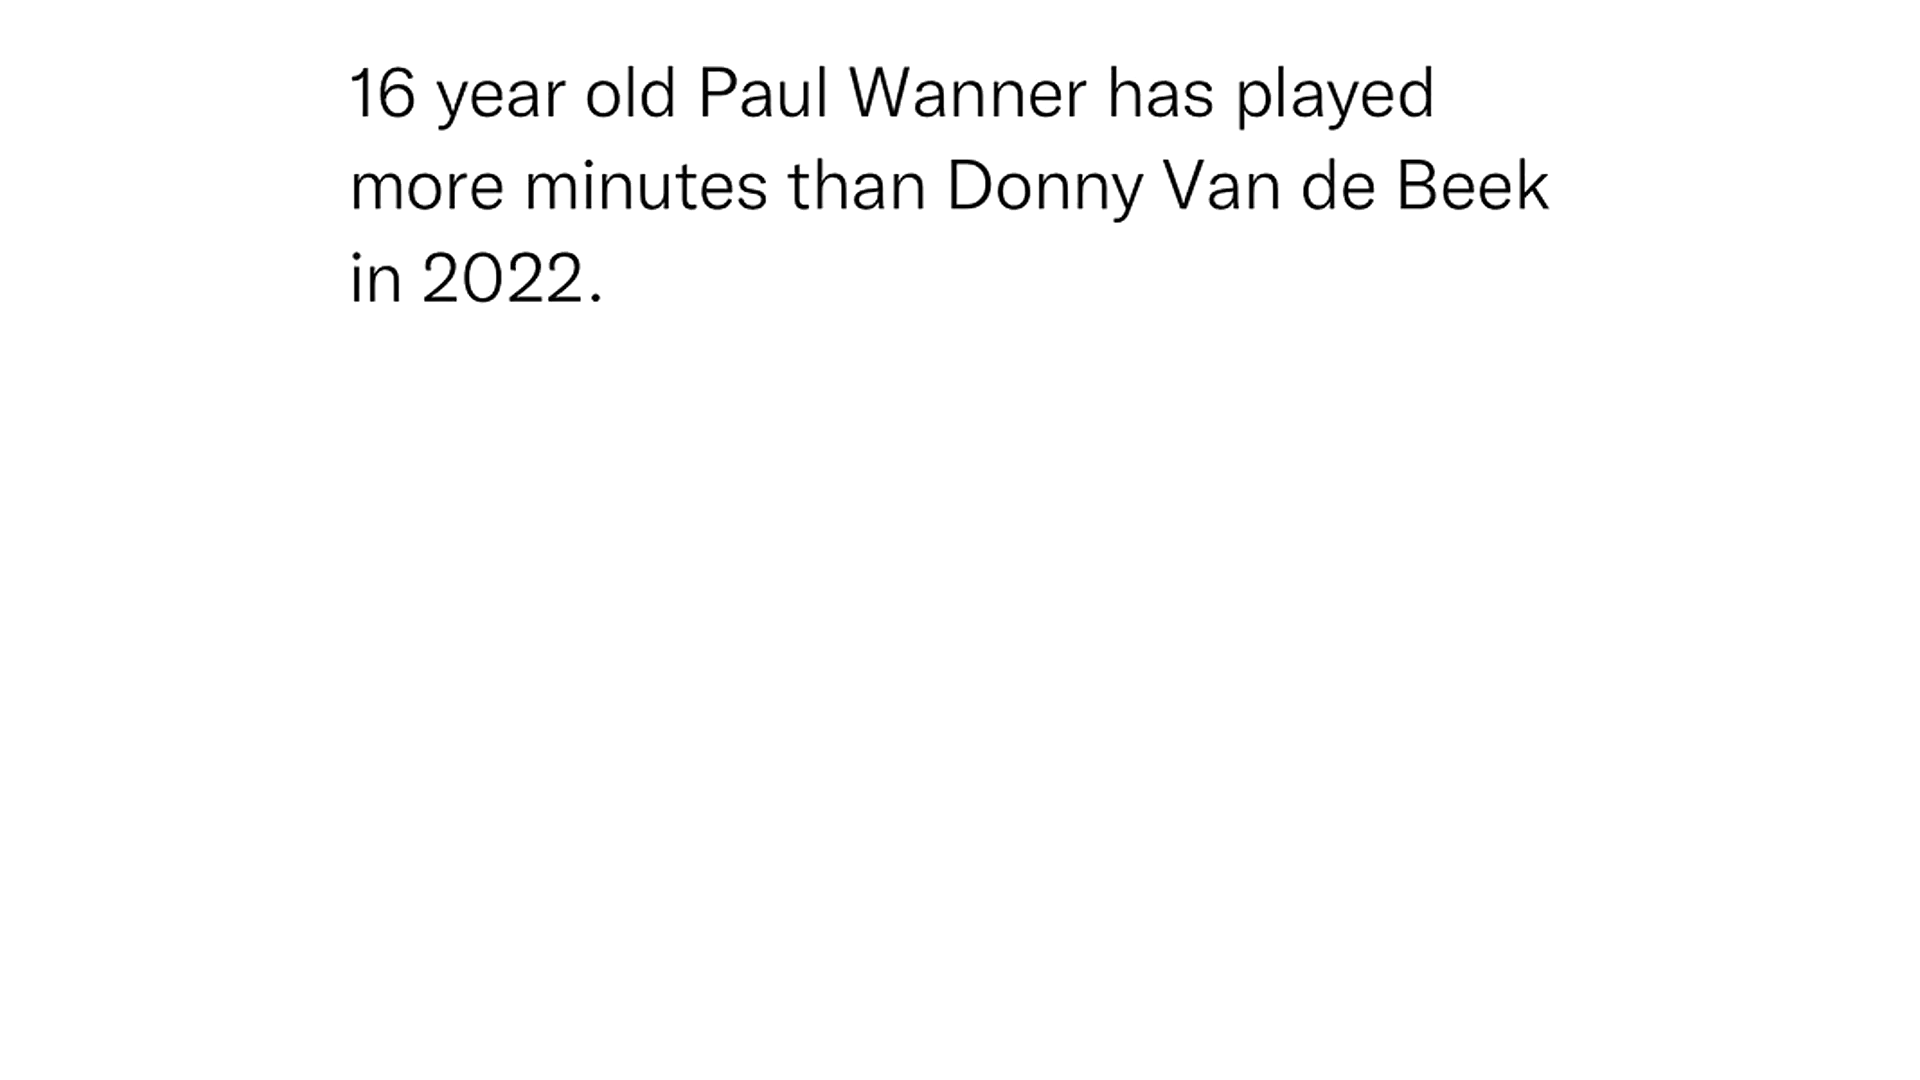 16 year old Paul Wanner has played
more minutes than Donny Van de Beek
in 2022.